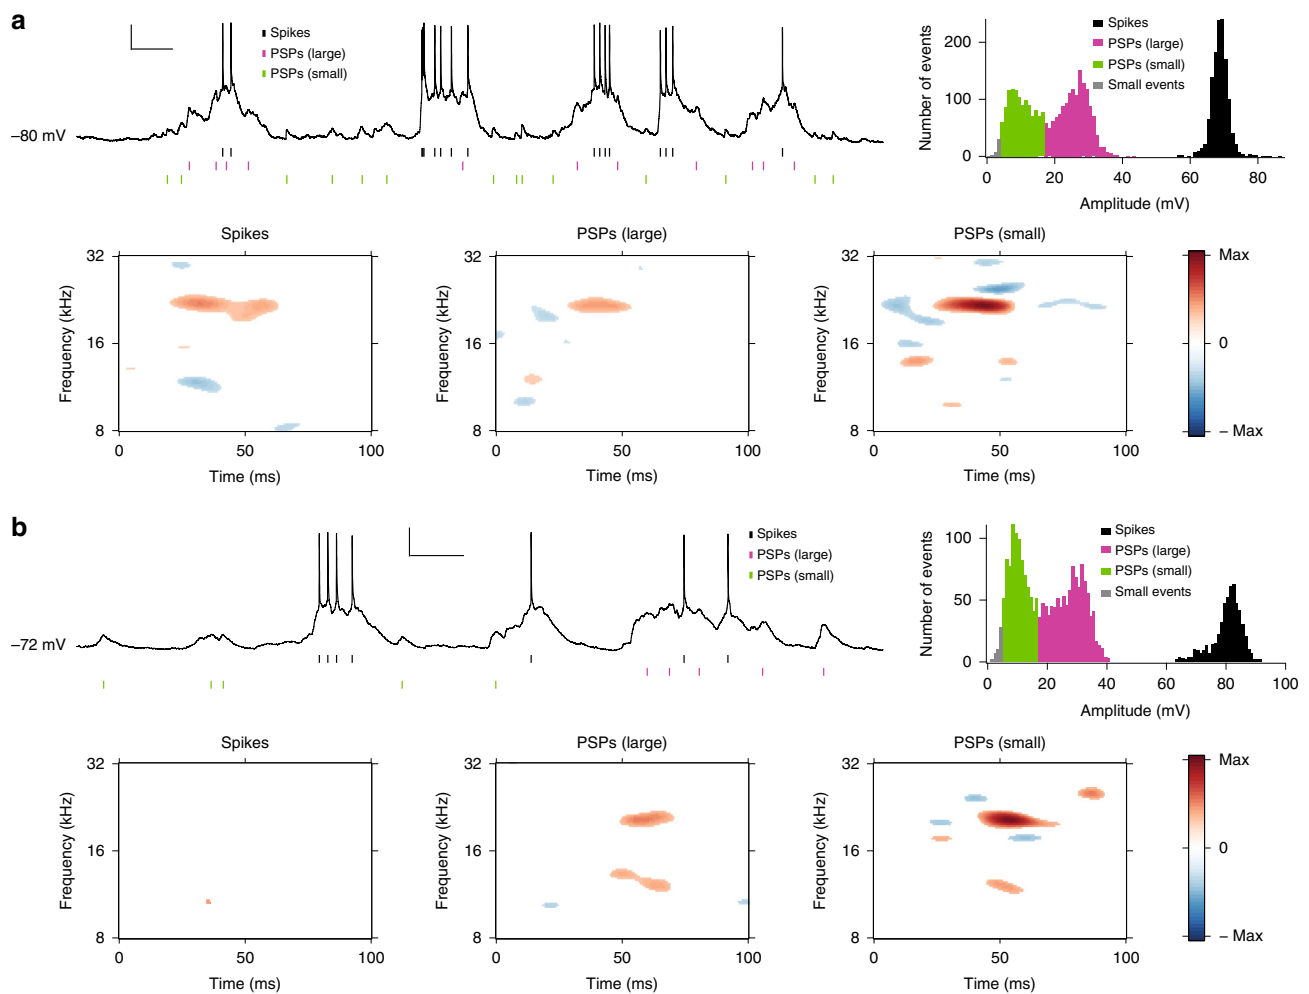 a
Spikes
PSPs (large)
PSPs (small)
–80 mV
Number of events
200
100
0
0 20 40 60 80
Amplitude (mV)
Spikes
PSPs (large)
PSPs (small)
Small events
Spikes
Frequency (kHz)
32
16
8
0 50 100
Time (ms)
PSPs (large)
Frequency (kHz)
32
16
8
0 50 100
Time (ms)
PSPs (small)
Frequency (kHz)
32
16
8
0 50 100
Time (ms)
Max
0
– Max
b
Spikes
PSPs (large)
PSPs (small)
–72 mV
Number of events
100
50
0
0 20 40 60 80 100
Amplitude (mV)
Spikes
PSPs (large)
PSPs (small)
Small events
Spikes
Frequency (kHz)
32
16
8
0 50 100
Time (ms)
PSPs (large)
Frequency (kHz)
32
16
8
0 50 100
Time (ms)
PSPs (small)
Frequency (kHz)
32
16
8
0 50 100
Time (ms)
Max
0
– Max